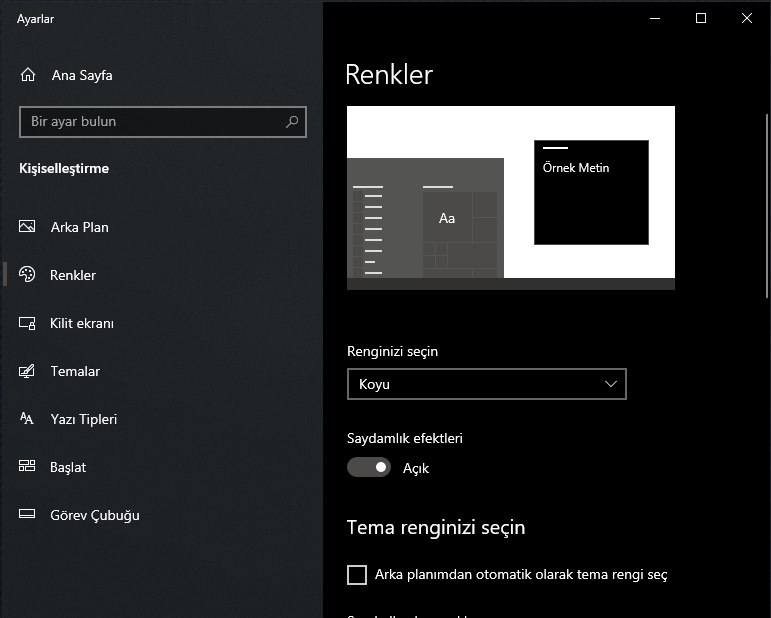 Ayarlar
Ana Sayfa
Bir ayar bulun
Kişiselleştirme
Arka Plan
Renkler
Kilit ekranı
Temalar
Yazı Tipleri
Başlat
Görev Çubuğu
Renkler
Aa
Örnek Metin
Renginizi seçin
Koyu
Saydamlık efektleri
Açık
Tema renginizi seçin
Arka planımdan otomatik olarak tema rengi seç